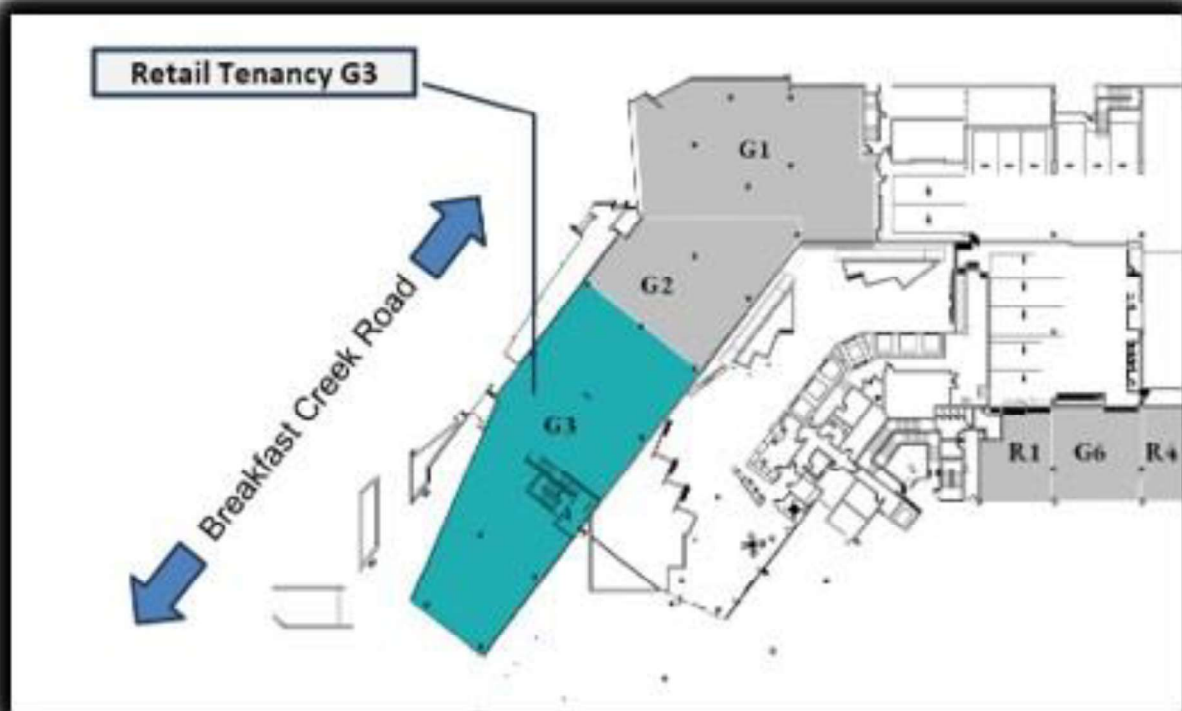 Retail Tenancy G3
G1
G2
Breakfast Creek Road
G3
R1 G6 R4